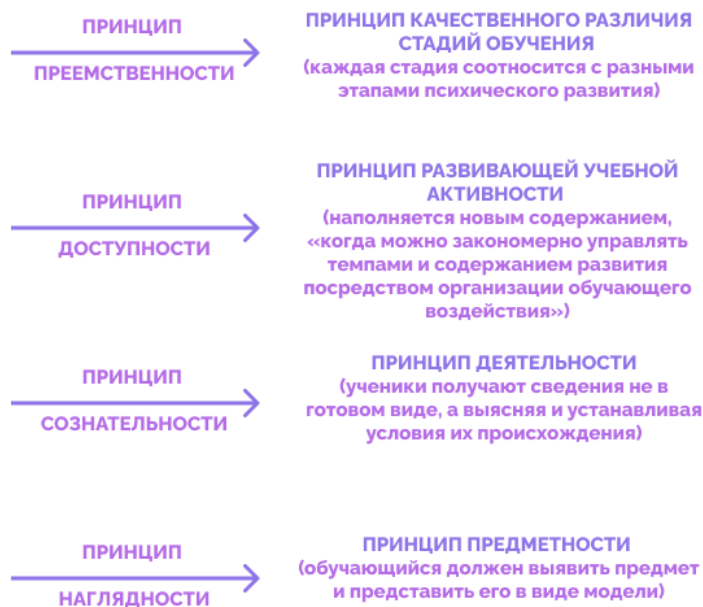 ПРИНЦИП
ПРЕЕМСТВЕННОСТИ
ПРИНЦИП КАЧЕСТВЕННОГО РАЗЛИЧИЯ
СТАДИЙ ОБУЧЕНИЯ
(каждая стадия соотносится с разными
этапами психического развития)
ПРИНЦИП
ДОСТУПНОСТИ
ПРИНЦИП РАЗВИВАЮЩЕЙ УЧЕБНОЙ
АКТИВНОСТИ
(наполняется новым содержанием,
«когда можно закономерно управлять
темпами и содержанием развития
посредством организации обучающего
воздействия»)
ПРИНЦИП
СОЗНАТЕЛЬНОСТИ
ПРИНЦИП ДЕЯТЕЛЬНОСТИ
(ученики получают сведения не в
готовом виде, а выясняя и устанавливая
условия их происхождения)
ПРИНЦИП
НАГЛЯДНОСТИ
ПРИНЦИП ПРЕДМЕТНОСТИ
(обучающийся должен выявить предмет
и представить его в виде модели)